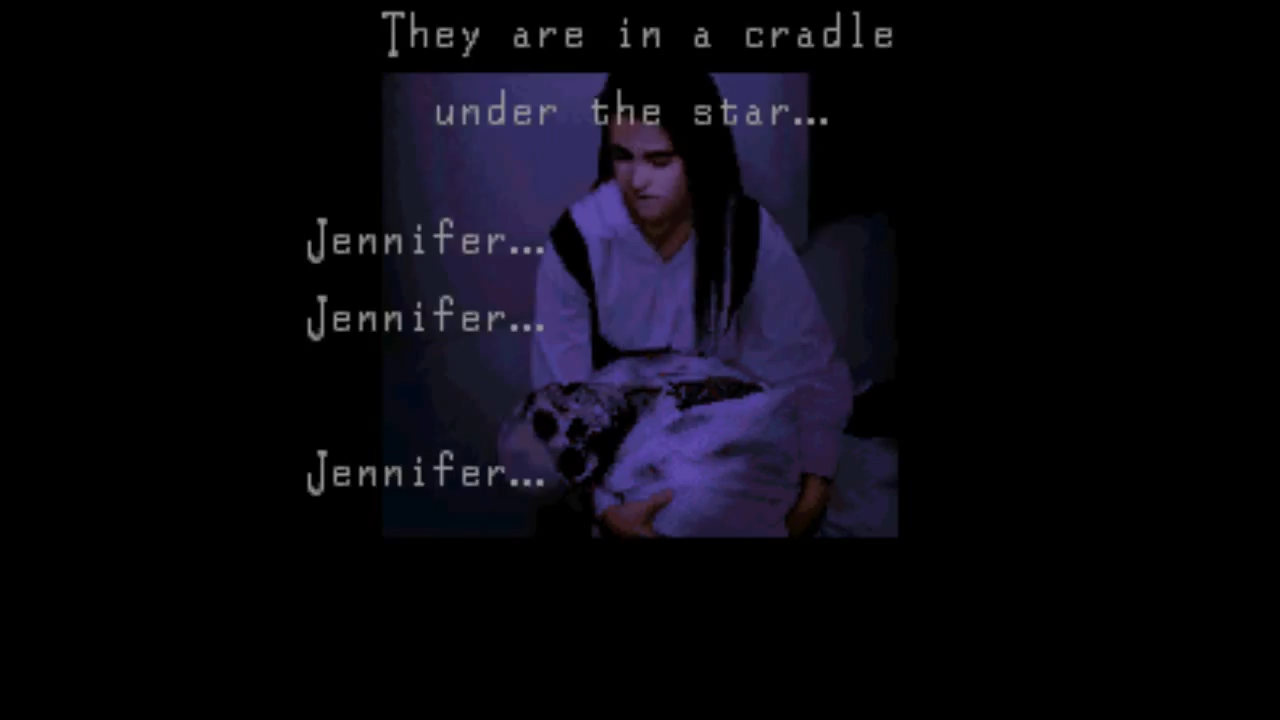 They are in a cradle
under the star...
Jennifer...
Jennifer...
Jennifer...